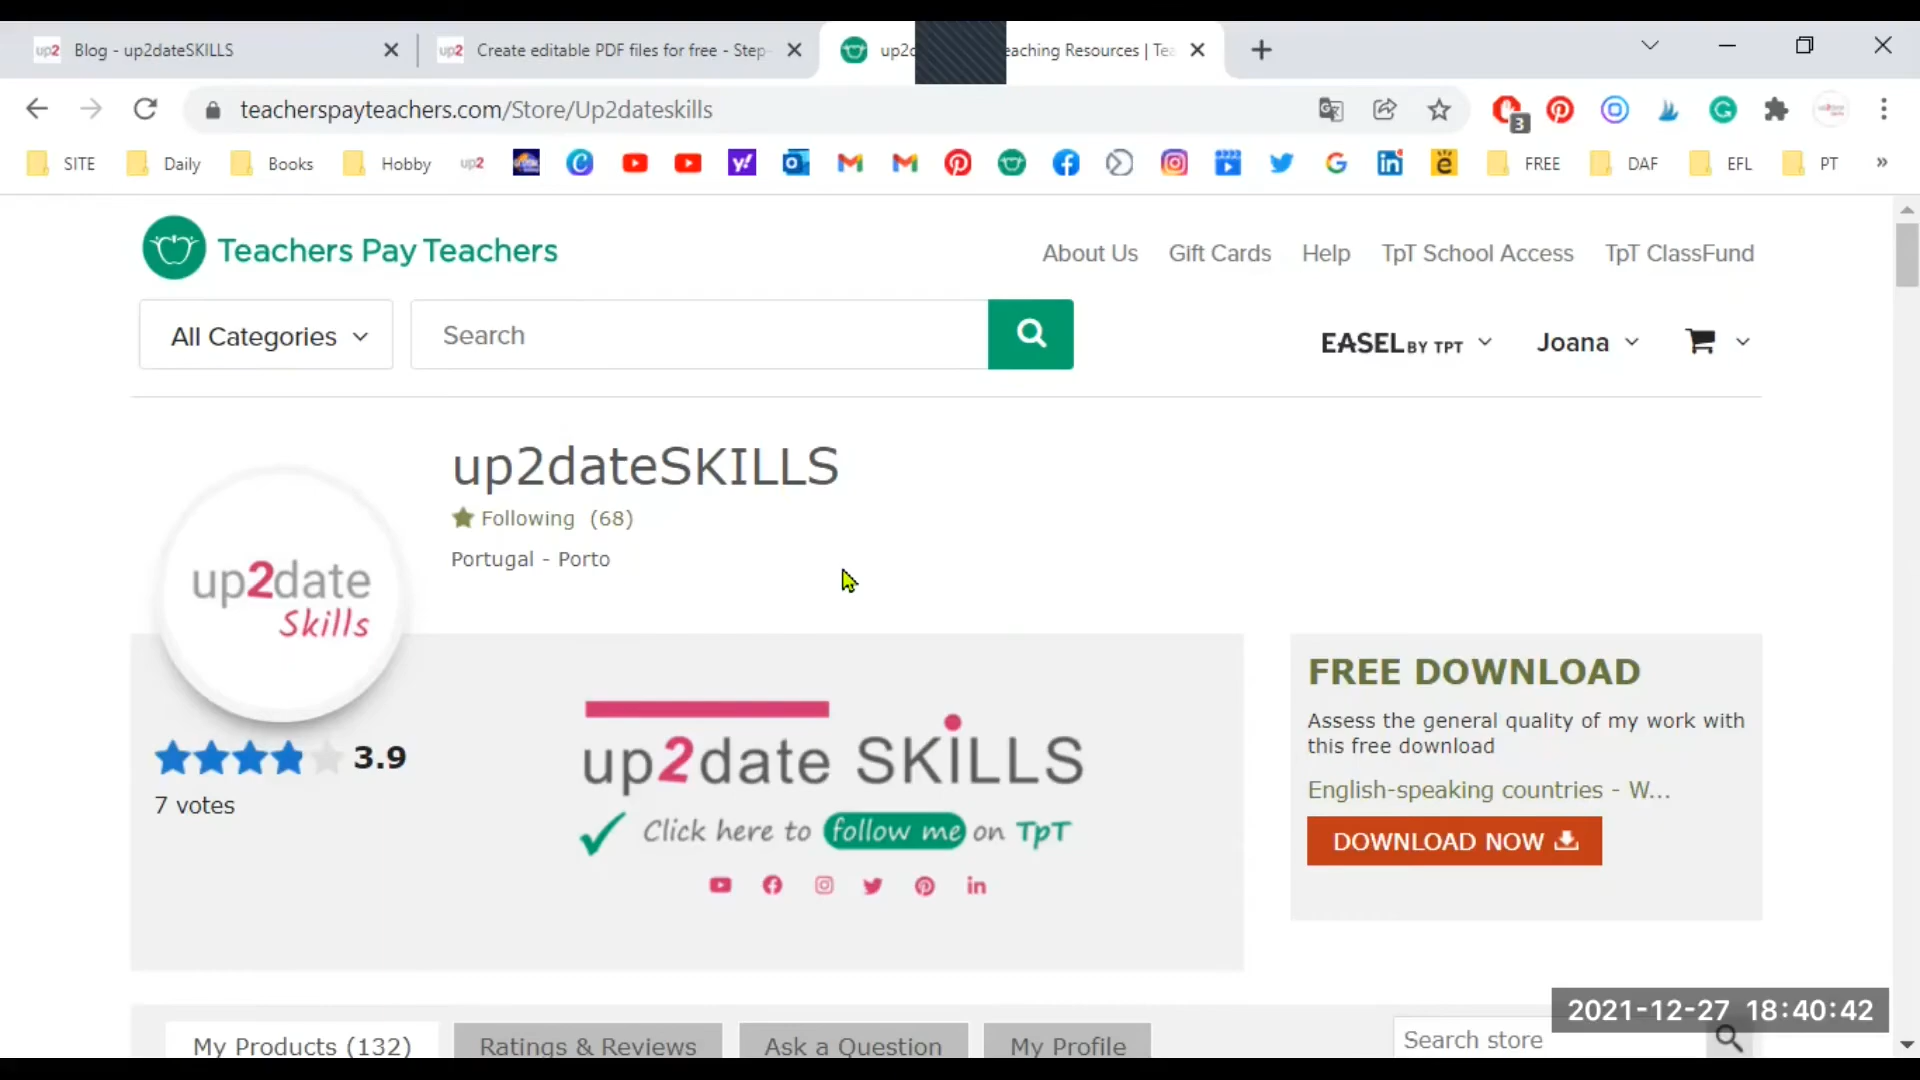 up2 Blog - up2dateSKILLS
up2 Create editable PDF files for free - Step-
eaching Resources | Tea
teacherspayteachers.com/Store/Up2dateskills
3
SITE Daily Books Hobby up2 FREE DAF EFL PT »
Teachers Pay Teachers
About Us Gift Cards Help TpT School Access TpT ClassFund
All Categories Search
EASEL BY TPT Joana
up2dateSKILLS
Following (68)
Portugal - Porto
up2date
Skills
3.9
7 votes
up2date SKiLLS
Click here to follow me on TpT
FREE DOWNLOAD
Assess the general quality of my work with
this free download
English-speaking countries - W...
DOWNLOAD NOW
2021-12-27 18:40:42
My Products (132) Ratings & Reviews Ask a Question My Profile Search store